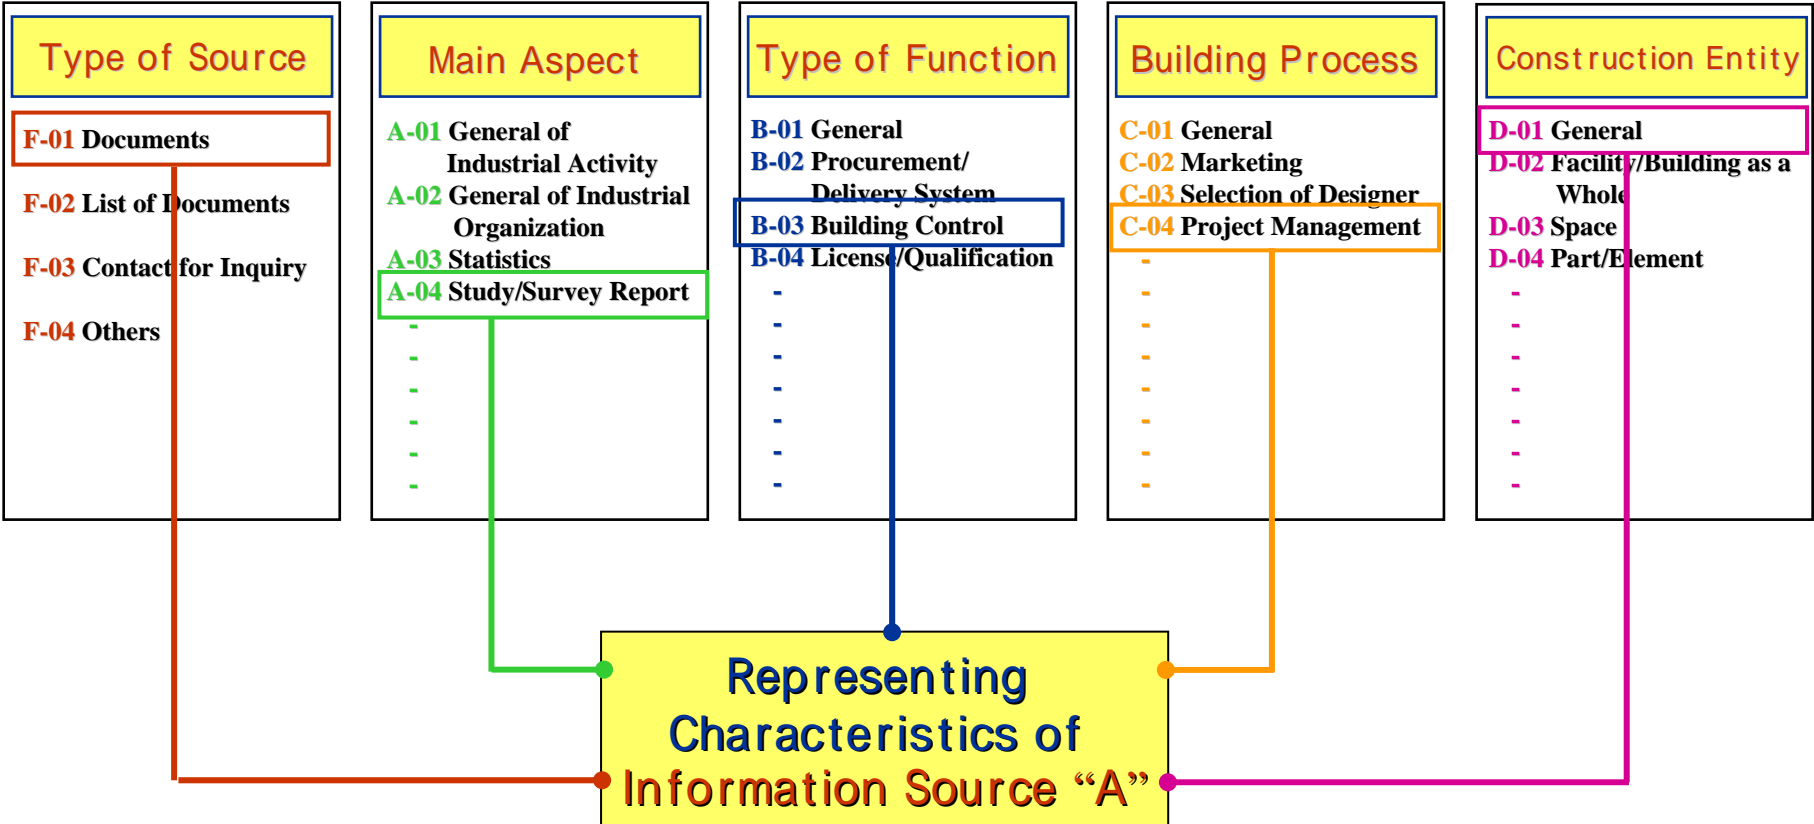 Type of Source
F-01 Documents
F-02 List of Documents
F-03 Contact for Inquiry
F-04 Others
Main Aspect
A-01 General of
Industrial Activity
A-02 General of Industrial
Organization
A-03 Statistics
A-04 Study/Survey Report
-
-
-
-
-
-
Type of Function
B-01 General
B-02 Procurement/
Delivery System
B-03 Building Control
B-04 License/Qualification
-
-
-
-
-
-
-
Building Process
C-01 General
C-02 Marketing
C-03 Selection of Designer
C-04 Project Management
-
-
-
-
-
-
-
-
Construction Entity
D-01 General
D-02 Facility/Building as a
Whole
D-03 Space
D-04 Part/Element
-
-
-
-
-
-
-
Representing
Characteristics of
Information Source “A”